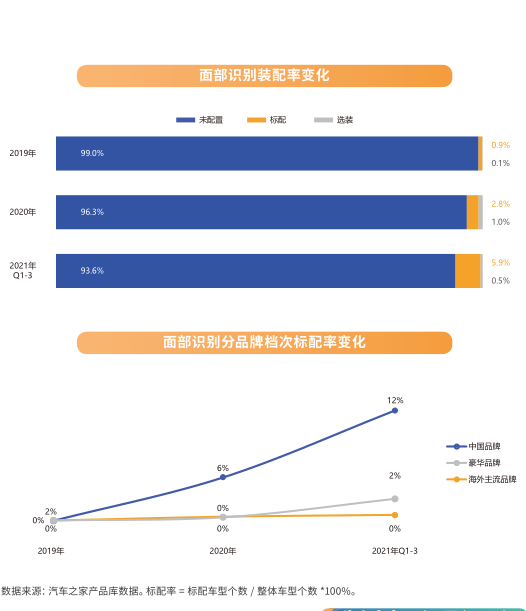 面部识别装配率变化
未配置 标配 选装
2019年 99.0% 0.9%
0.1%
2020年 96.3% 2.8%
1.0%
2021年
Q1-3 93.6% 5.9%
0.5%
面部识别分品牌档次标配率变化
12%
中国品牌
豪华品牌
海外主流品牌
6%
2%
2% 0%
0%
0% 0% 0%
2019年 2020年 2021年Q1-3
数据来源：汽车之家产品库数据。标配率 = 标配车型个数 / 整体车型个数 *100%。